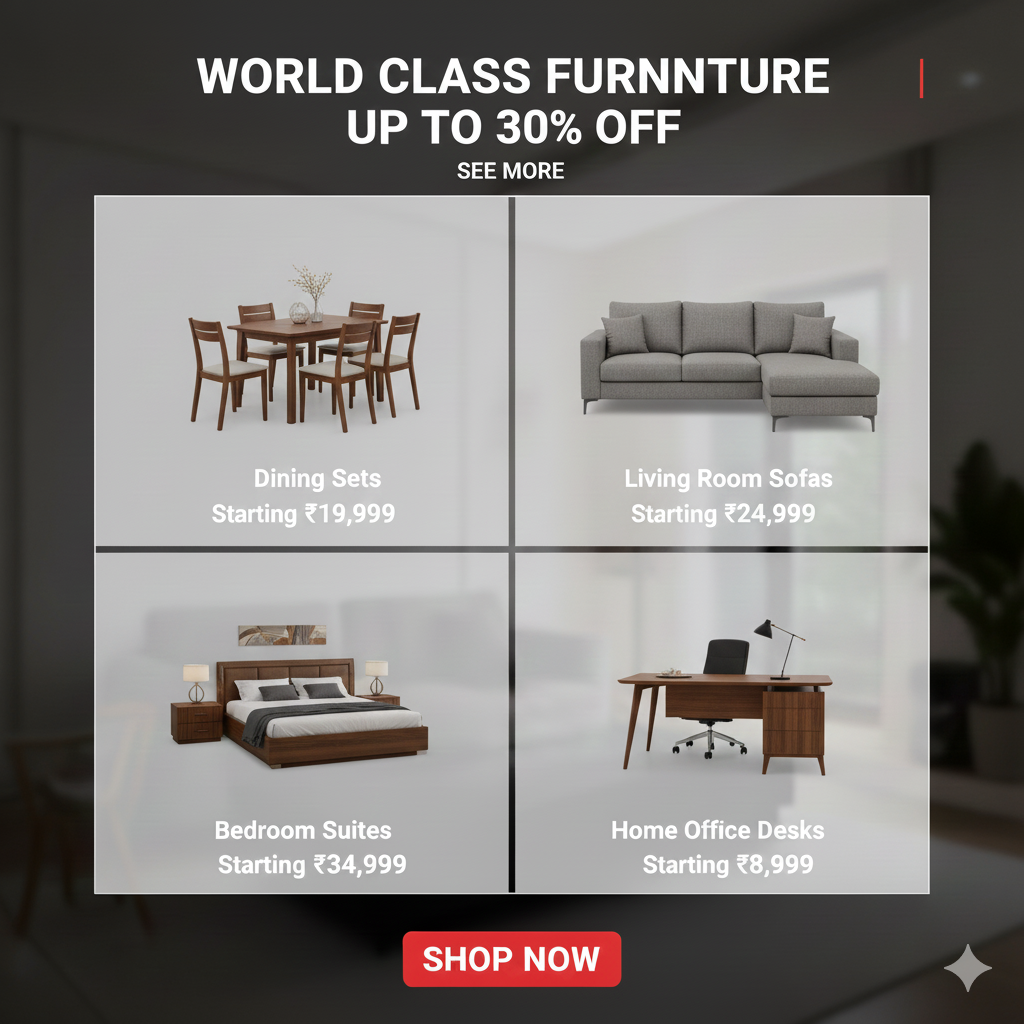 WORLD CLASS FURNNTURE
UP TO 30% OFF
SEE MORE
Dining Sets
Starting ₹19,999
Living Room Sofas
Starting ₹24,999
Bedroom Suites
Starting ₹34,999
Home Office Desks
Starting ₹8,999
SHOP NOW